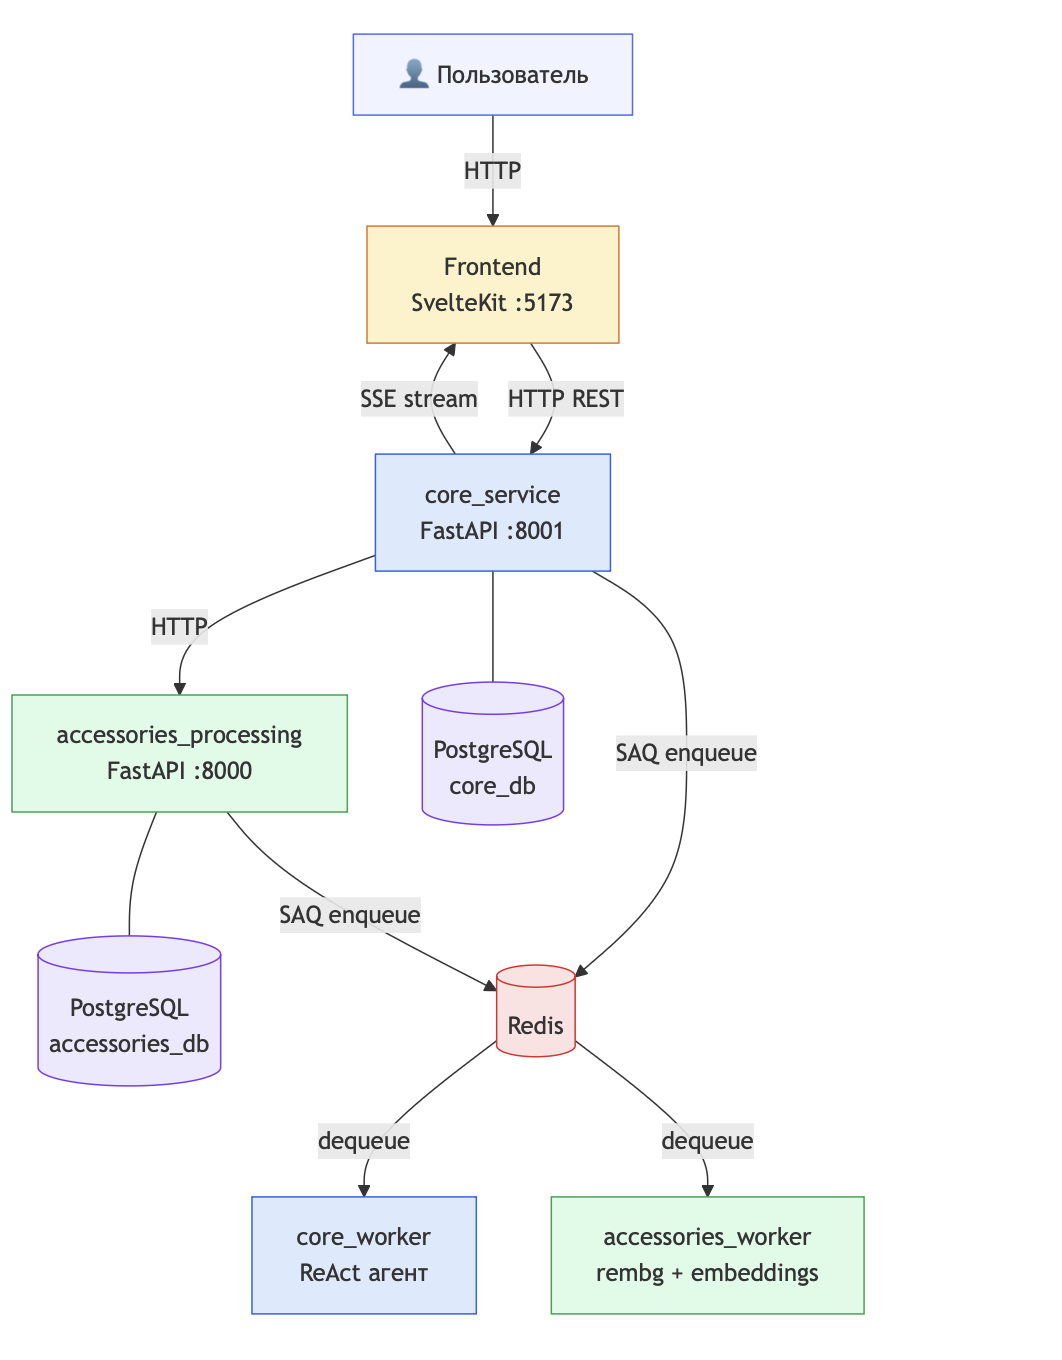 Пользователь
HTTP
Frontend
SvelteKit :5173
SSE stream
HTTP REST
core_service
FastAPI :8001
HTTP
accessories_processing
FastAPI :8000
PostgreSQL
core_db
SAQ enqueue
SAQ enqueue
PostgreSQL
accessories_db
Redis
dequeue
dequeue
core_worker
ReAct агент
accessories_worker
rembg + embeddings